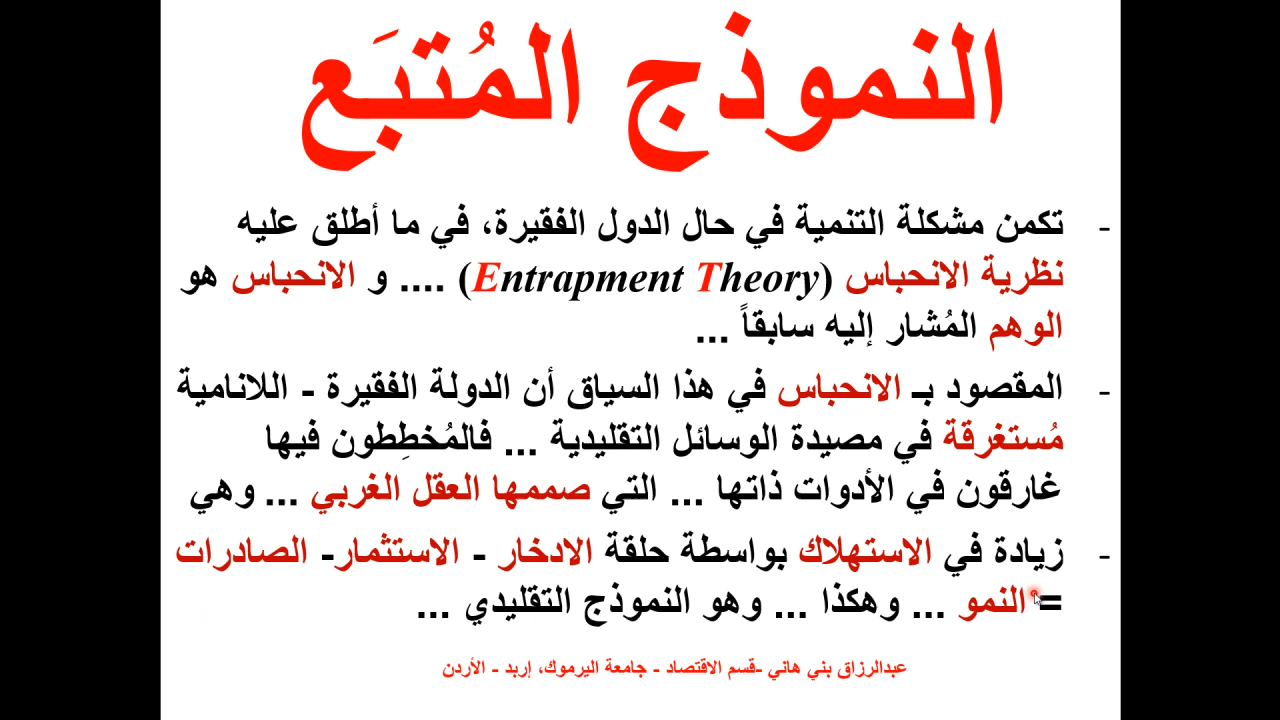 النموذج المُتبَع
- تكمن مشكلة التنمية في حال الدول الفقيرة، في ما أطلق عليه
نظرية الانحباس (Entrapment Theory) .... و الانحباس هو
الوهم المُشار إليه سابقاً ...
- المقصود بـ الانحباس في هذا السياق أن الدولة الفقيرة - اللانامية
مُستغرقة في مصيدة الوسائل التقليدية ... فالمُخطِطون فيها
غارقون في الأدوات ذاتها ... التي صممها العقل الغربي ... وهي
- زيادة في الاستهلاك بواسطة حلقة الادخار - الاستثمار- الصادرات
= النمو ... وهكذا ... وهو النموذج التقليدي ...
عبدالرزاق بني هاني -قسم الاقتصاد - جامعة اليرموك، إربد - الأردن